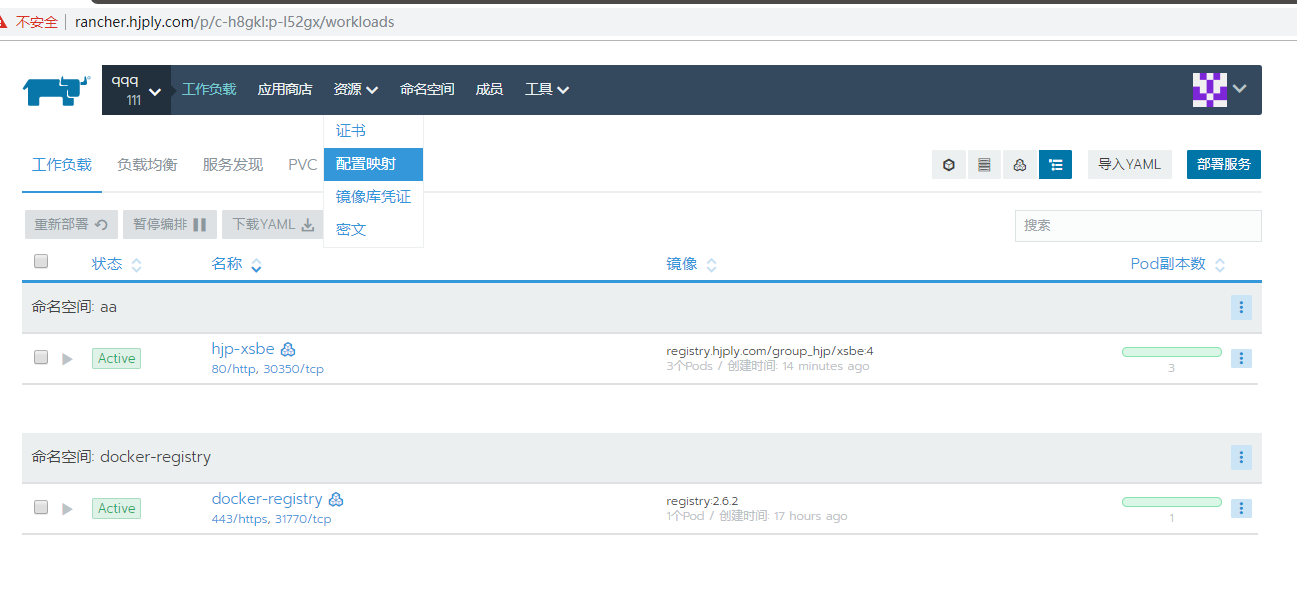 不安全 rancher.hjply.com/p/c-h8gkl:p-l52gx/workloads
qqq
111
工作负载 应用商店 资源 命名空间 成员 工具
证书
配置映射
镜像库凭证
密文
工作负载 负载均衡 服务发现 PVC
导入YAML 部署服务
重新部署 暂停编排 下载YAML
搜索
状态 名称 镜像 Pod副本数
命名空间: aa
Active hjp-xsbe registry.hjply.com/group_hjp/xsbe:4
80/http, 30350/tcp 3个Pods / 创建时间: 14 minutes ago 3
命名空间: docker-registry
Active docker-registry registry:2.6.2
443/https, 31770/tcp 1个Pod / 创建时间: 17 hours ago 1